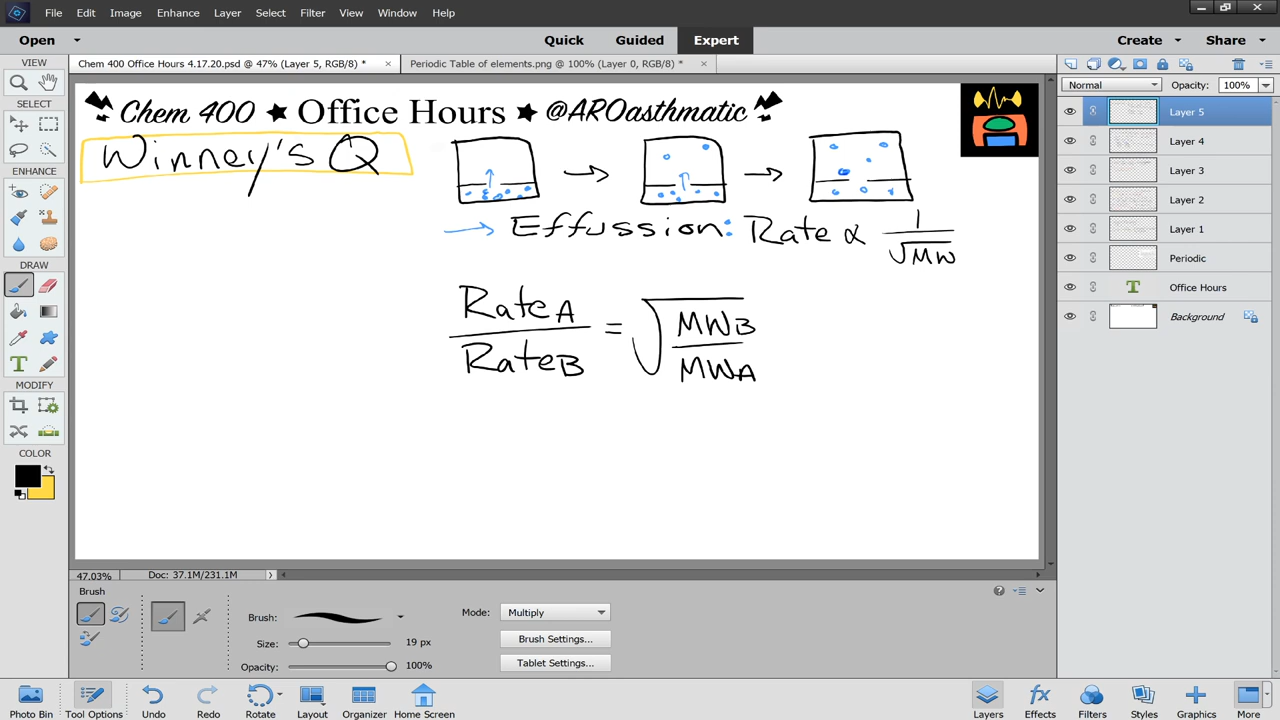 File Edit Image Enhance Layer Select Filter View Window Help
Open Quick Guided Expert Create Share
Chem 400 Office Hours 4.17.20.psd @ 47% (Layer 5, RGB/8) * × Periodic Table of elements.png @ 100% (Layer 0, RGB/8) * ×
VIEW
SELECT
ENHANCE
DRAW
MODIFY
COLOR
Chem 400 ★ Office Hours ★ @AROasthmatic
Winney's Q
→ Effussion: Rate ∝ 1/√MW
RateA/RateB = √MWB/MWA
Normal Opacity: 100%
Layer 5
Layer 4
Layer 3
Layer 2
Layer 1
Periodic
T Office Hours
Background
47.03% Doc: 37.1M/231.1M
Brush
Brush: Mode: Multiply
Size: 19 px Brush Settings...
Opacity: 100% Tablet Settings...
Photo Bin Tool Options Undo Redo Rotate Layout Organizer Home Screen Layers Effects Filters Styles Graphics More